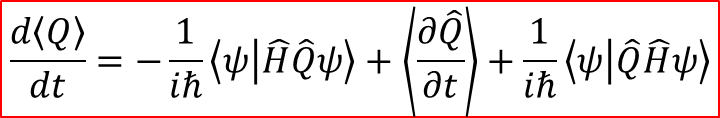 d⟨Q⟩/dt = −1/iℏ ⟨ψ|ĤQ̂ψ⟩ + ⟨∂Q̂/∂t⟩ + 1/iℏ ⟨ψ|Q̂Ĥψ⟩